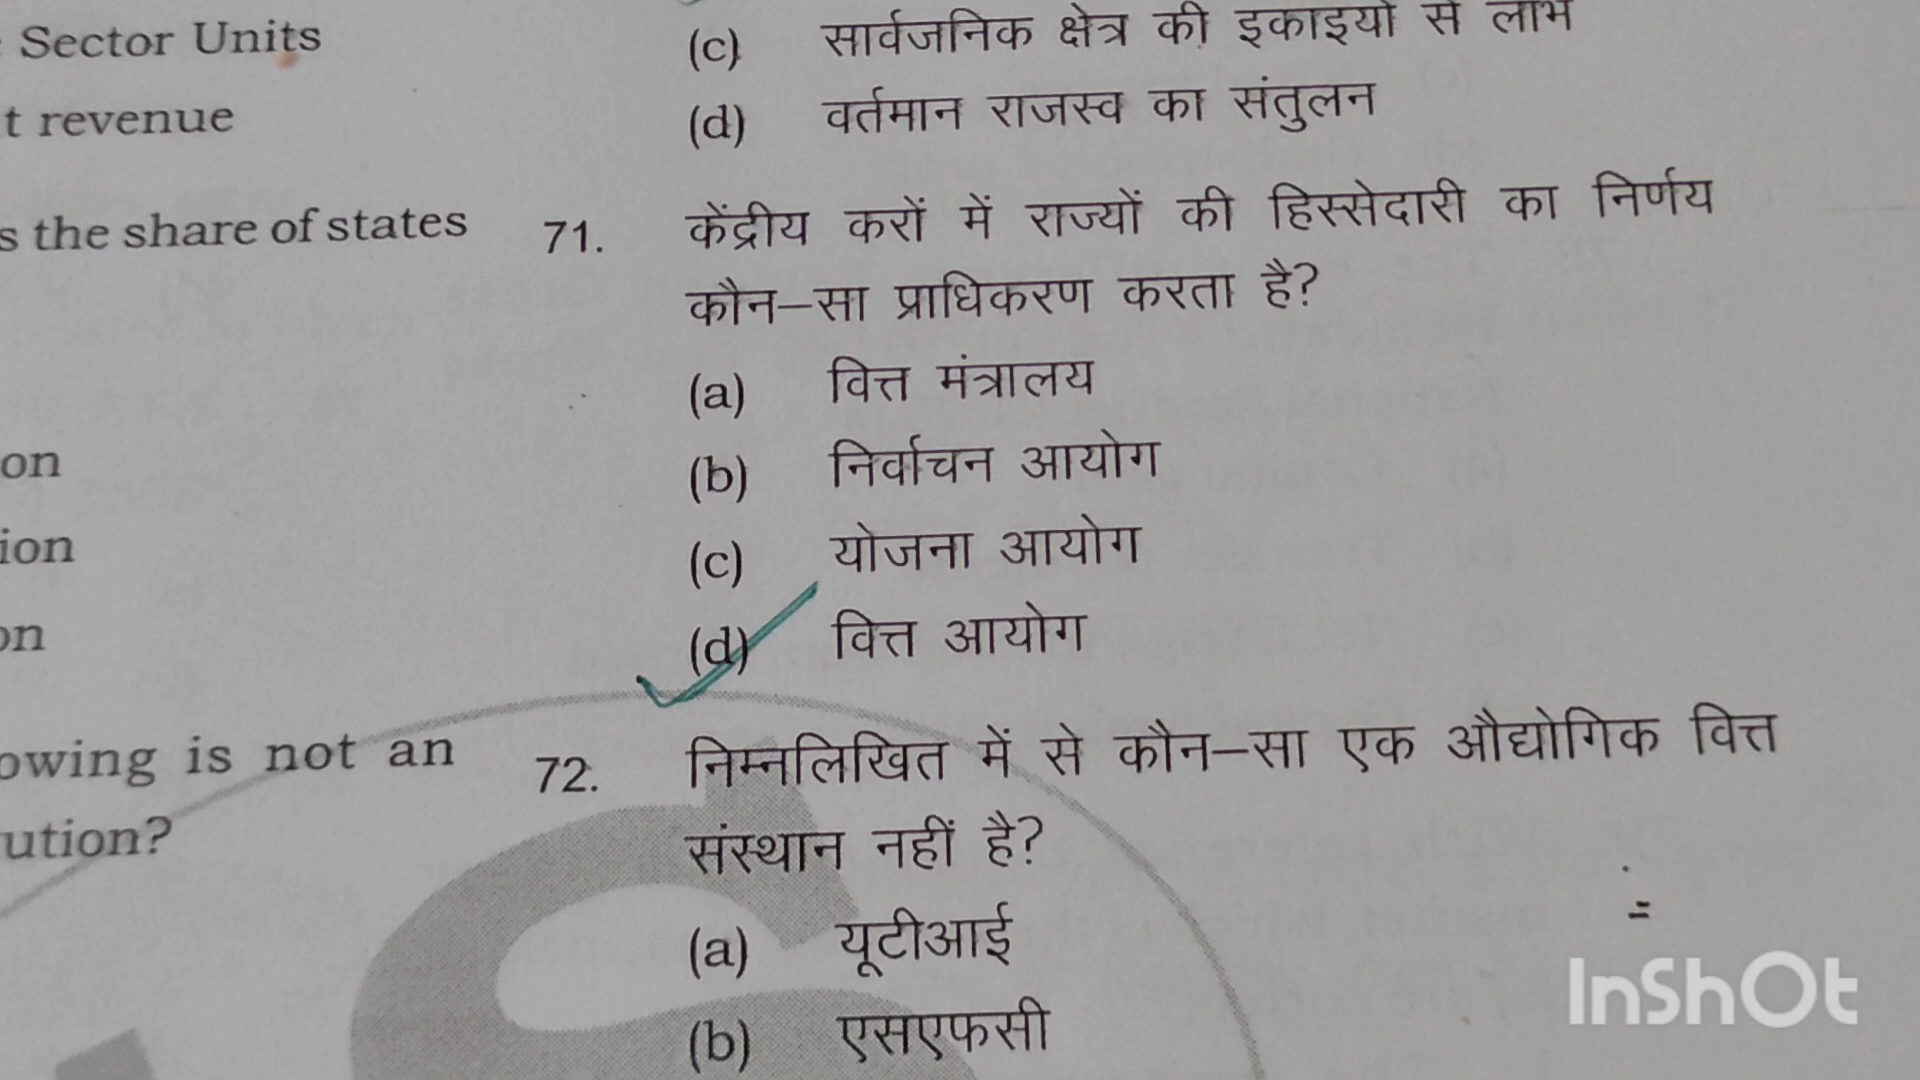 Sector Units
t revenue
s the share of states
on
ion
on
owing is not an
ution?
(c) सार्वजनिक क्षेत्र की इकाइयों से लाभ
(d) वर्तमान राजस्व का संतुलन
71. केंद्रीय करों में राज्यों की हिस्सेदारी का निर्णय
कौन–सा प्राधिकरण करता है?
(a) वित्त मंत्रालय
(b) निर्वाचन आयोग
(c) योजना आयोग
(d) वित्त आयोग
72. निम्नलिखित में से कौन–सा एक औद्योगिक वित्त
संस्थान नहीं है?
(a) यूटीआई
(b) एसएफसी
InShOt